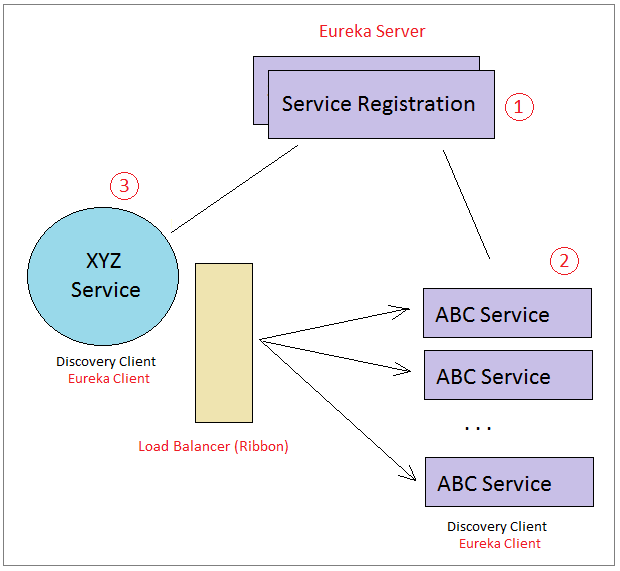 Eureka Server
Service Registration
1
3
XYZ
Service
2
ABC Service
ABC Service
. . .
ABC Service
Discovery Client
Eureka Client
Load Balancer (Ribbon)
Discovery Client
Eureka Client